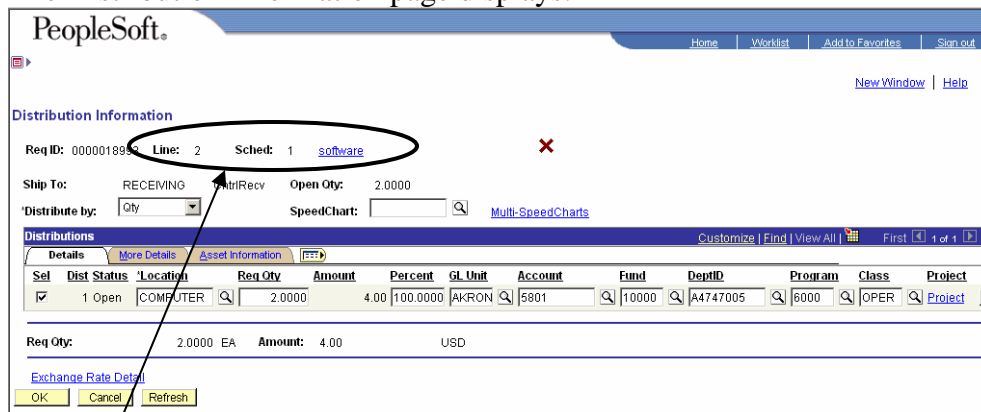 PeopleSoft.
Home Worklist Add to Favorites Sign out
New Window Help
Distribution Information
Req ID: 0000018993 Line: 2 Sched: 1 software
Ship To: RECEIVING CntrlRecv Open Qty: 2.0000
*Distribute by: Qty SpeedChart: Multi-SpeedCharts
Distributions Customize | Find | View All | First 1 of 1
Details More Details Asset Information
Sel Dist Status *Location Req Qty Amount Percent GL Unit Account Fund DeptID Program Class Project
1 Open COMPUTER 2.0000 4.00 100.0000 AKRON 5801 10000 A4747005 6000 OPER Project
Req Qty: 2.0000 EA Amount: 4.00 USD
Exchange Rate Detail
OK Cancel Refresh